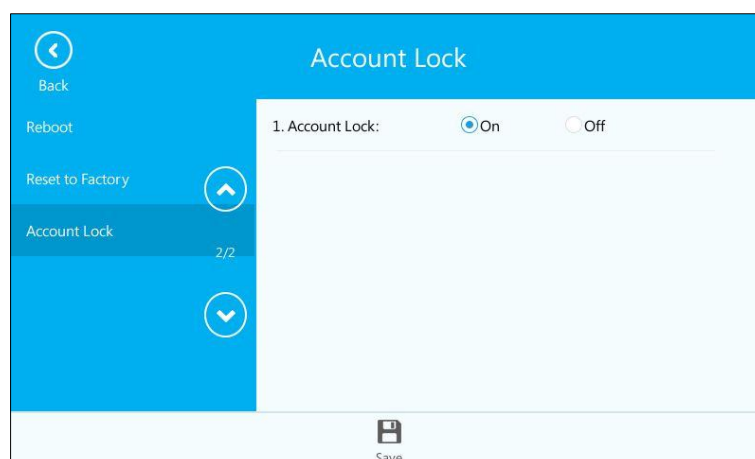 Account Lock
Back
Reboot
Reset to Factory
Account Lock
2/2
1. Account Lock: On Off
Save